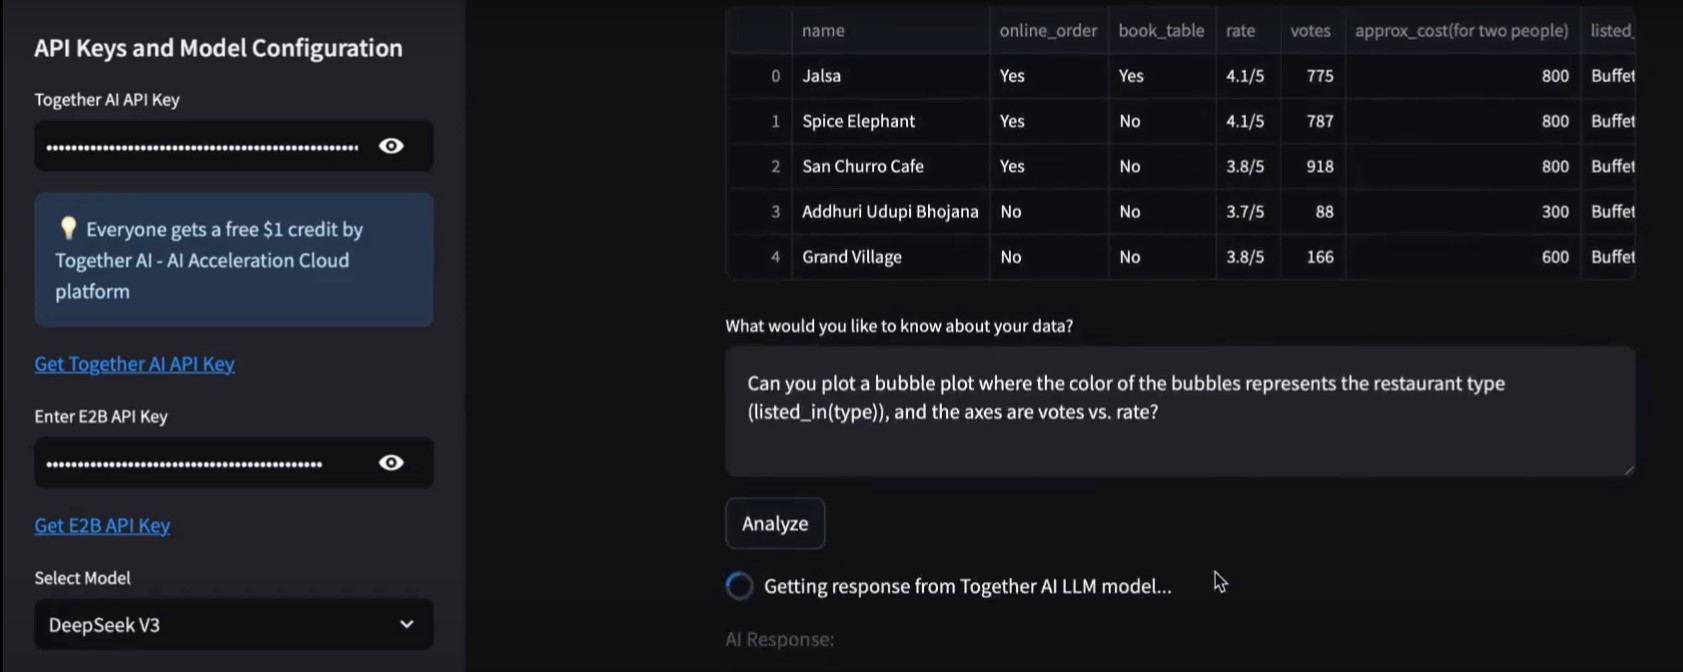 API Keys and Model Configuration
Together AI API Key
Everyone gets a free $1 credit by
Together AI - AI Acceleration Cloud
platform
Get Together AI API Key
Enter E2B API Key
Get E2B API Key
Select Model
DeepSeek V3
name online_order book_table rate votes approx_cost(for two people) listed_
0 Jalsa Yes Yes 4.1/5 775 800 Buffet
1 Spice Elephant Yes No 4.1/5 787 800 Buffet
2 San Churro Cafe Yes No 3.8/5 918 800 Buffet
3 Addhuri Udupi Bhojana No No 3.7/5 88 300 Buffet
4 Grand Village No No 3.8/5 166 600 Buffet
What would you like to know about your data?
Can you plot a bubble plot where the color of the bubbles represents the restaurant type
(listed_in(type)), and the axes are votes vs. rate?
Analyze
Getting response from Together AI LLM model...
AI Response: